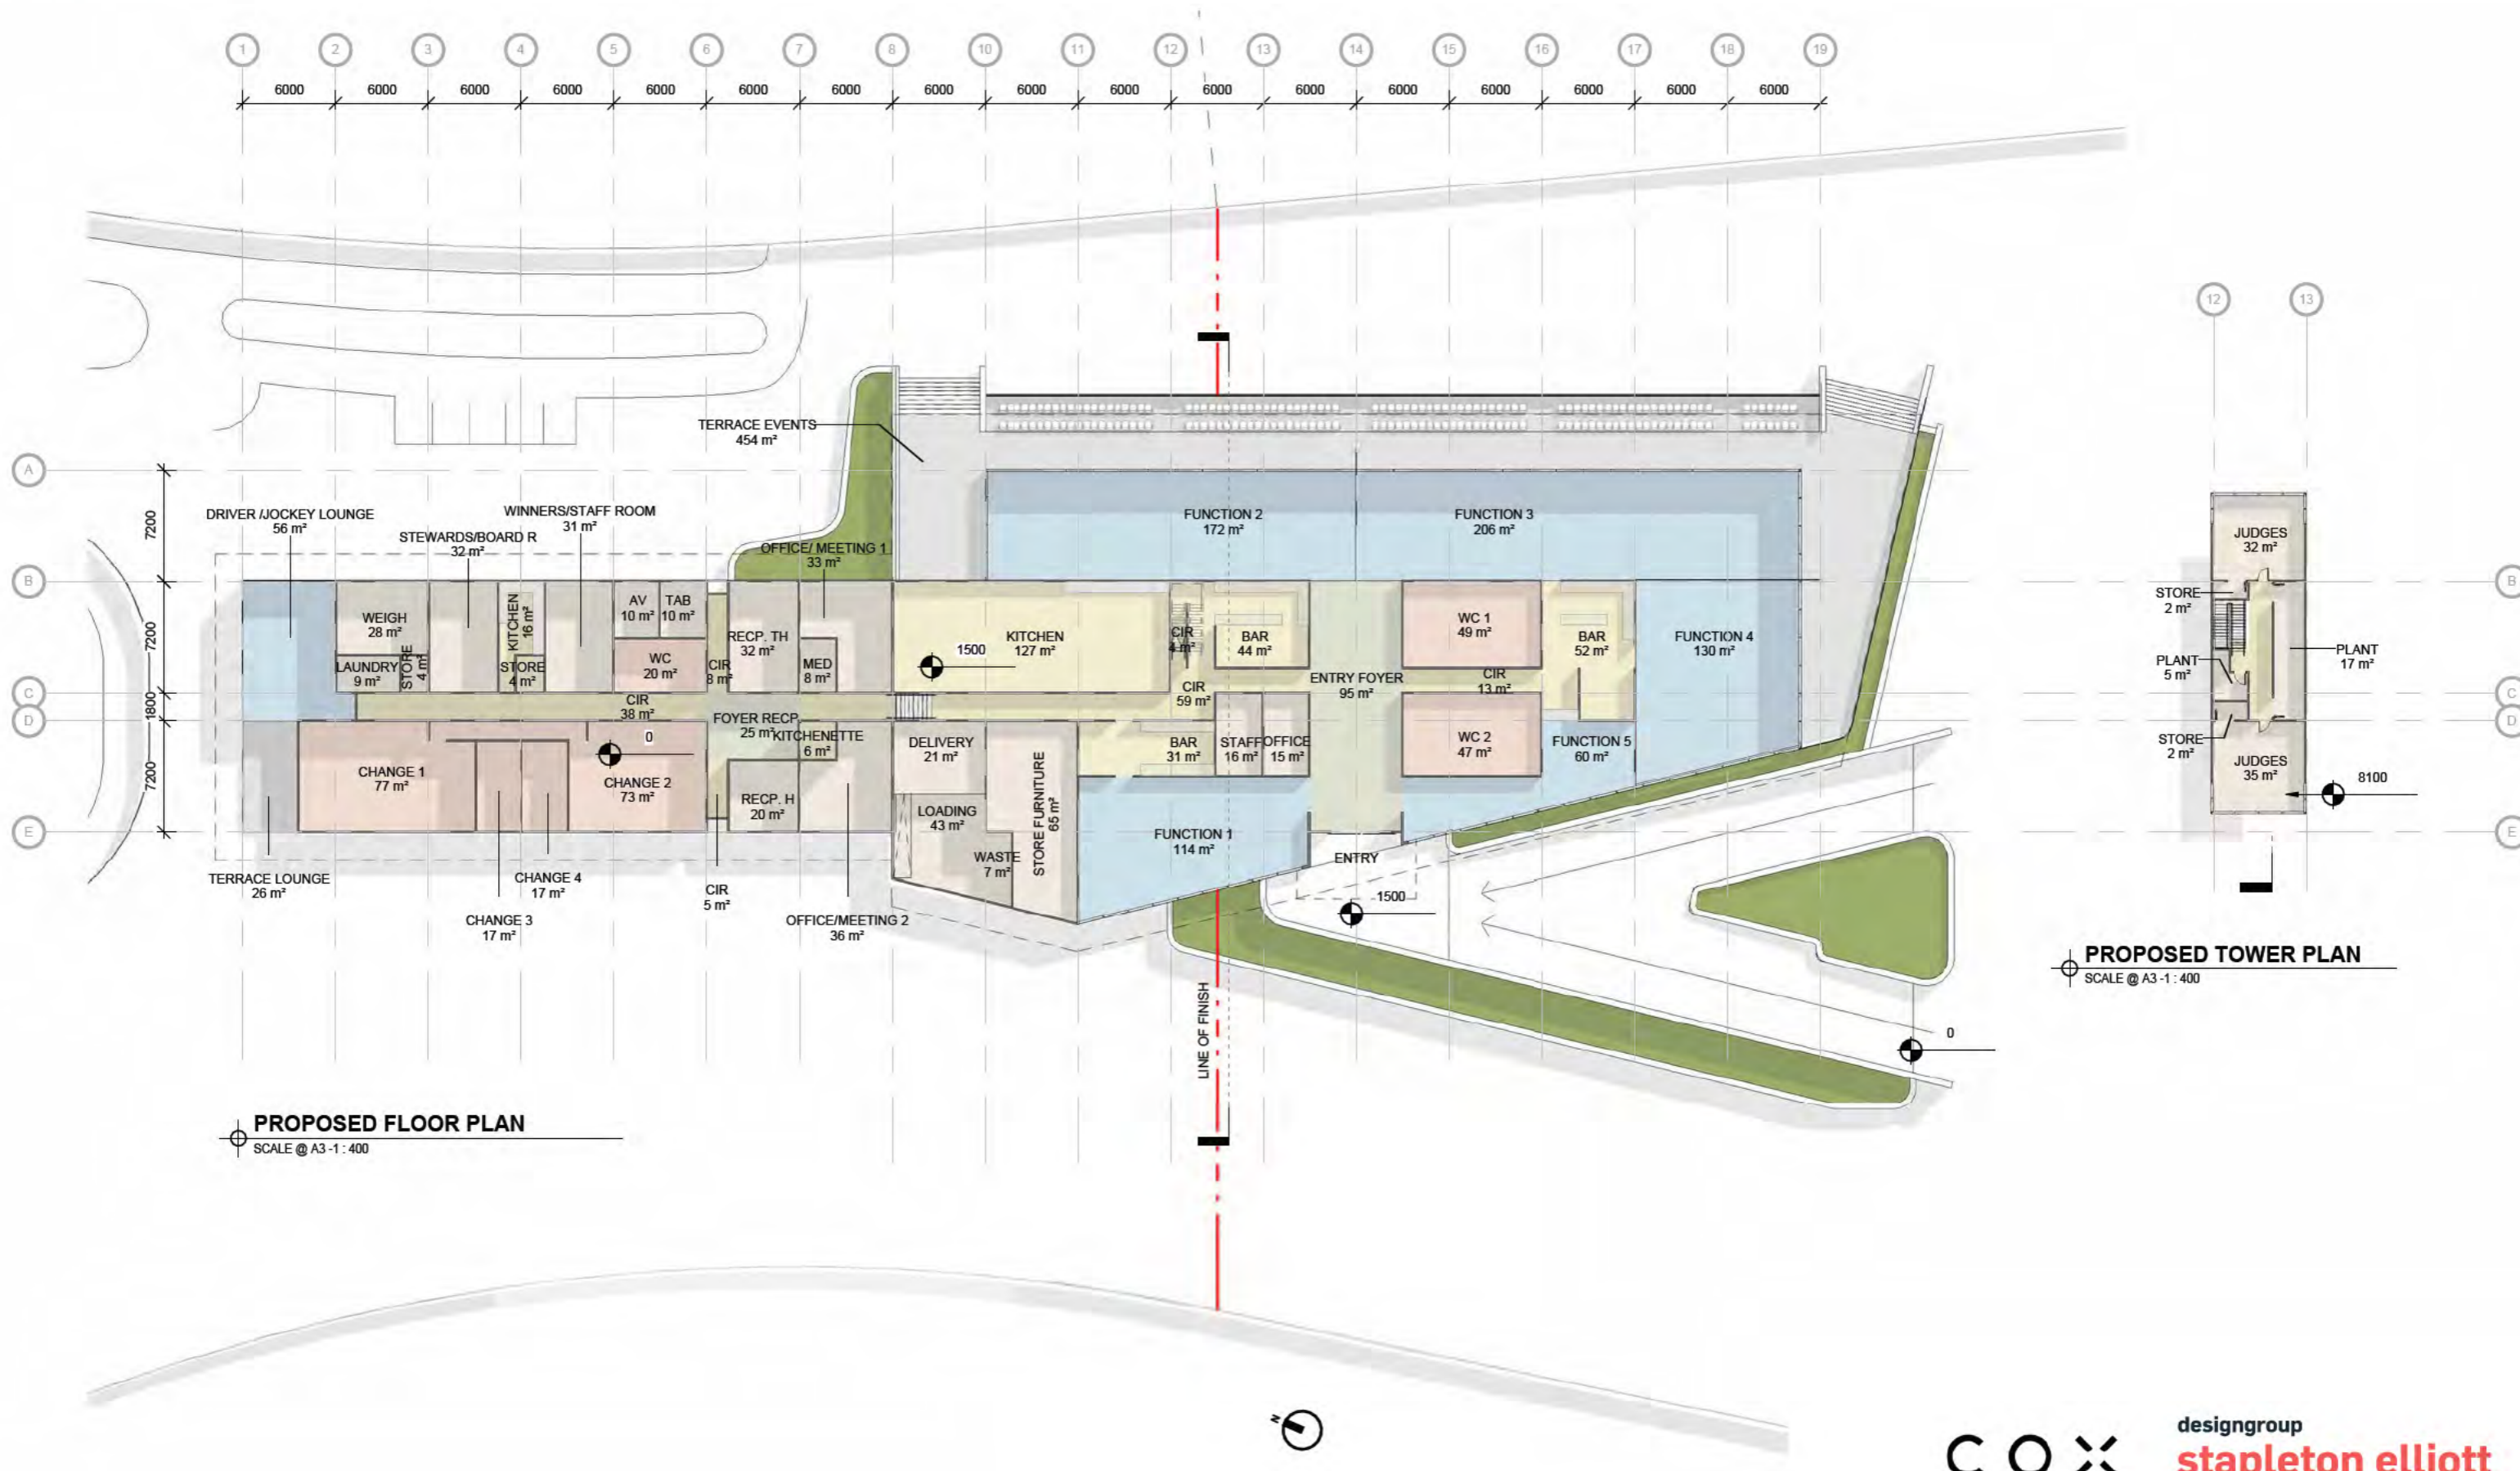 1 2 3 4 5 6 7 8 10 11 12 13 14 15 16 17 18 19
6000 6000 6000 6000 6000 6000 6000 6000 6000 6000 6000 6000 6000 6000 6000 6000 6000
12 13
TERRACE EVENTS
454 m²
A
B
C
D
E
7200
7200
1800
7200
DRIVER /JOCKEY LOUNGE
56 m²
STEWARDS/BOARD R
32 m²
WINNERS/STAFF ROOM
31 m²
OFFICE/ MEETING 1
33 m²
FUNCTION 2
172 m²
FUNCTION 3
206 m²
WEIGH
28 m²
LAUNDRY
9 m²
STORE
4 m²
KITCHEN
16 m²
STORE
4 m²
AV
10 m²
TAB
10 m²
WC
20 m²
CIR
8 m²
RECP. TH
32 m²
MED
8 m²
1500
KITCHEN
127 m²
CIR
4 m²
BAR
44 m²
WC 1
49 m²
BAR
52 m²
FUNCTION 4
130 m²
CIR
38 m²
CIR
59 m²
ENTRY FOYER
95 m²
CIR
13 m²
FOYER RECP
25 m²
KITCHENETTE
6 m²
0
CHANGE 1
77 m²
CHANGE 2
73 m²
RECP. H
20 m²
DELIVERY
21 m²
LOADING
43 m²
WASTE
7 m²
STORE FURNITURE
65 m²
BAR
31 m²
STAFF
16 m²
OFFICE
15 m²
WC 2
47 m²
FUNCTION 5
60 m²
FUNCTION 1
114 m²
ENTRY
1500
TERRACE LOUNGE
26 m²
CHANGE 3
17 m²
CHANGE 4
17 m²
CIR
5 m²
OFFICE/MEETING 2
36 m²
LINE OF FINISH
0
JUDGES
32 m²
STORE
2 m²
PLANT
5 m²
PLANT
17 m²
STORE
2 m²
JUDGES
35 m²
8100
B
C
D
E
PROPOSED TOWER PLAN
SCALE @ A3 -1 : 400
PROPOSED FLOOR PLAN
SCALE @ A3 -1 : 400
N
COX
designgroup
stapleton elliott